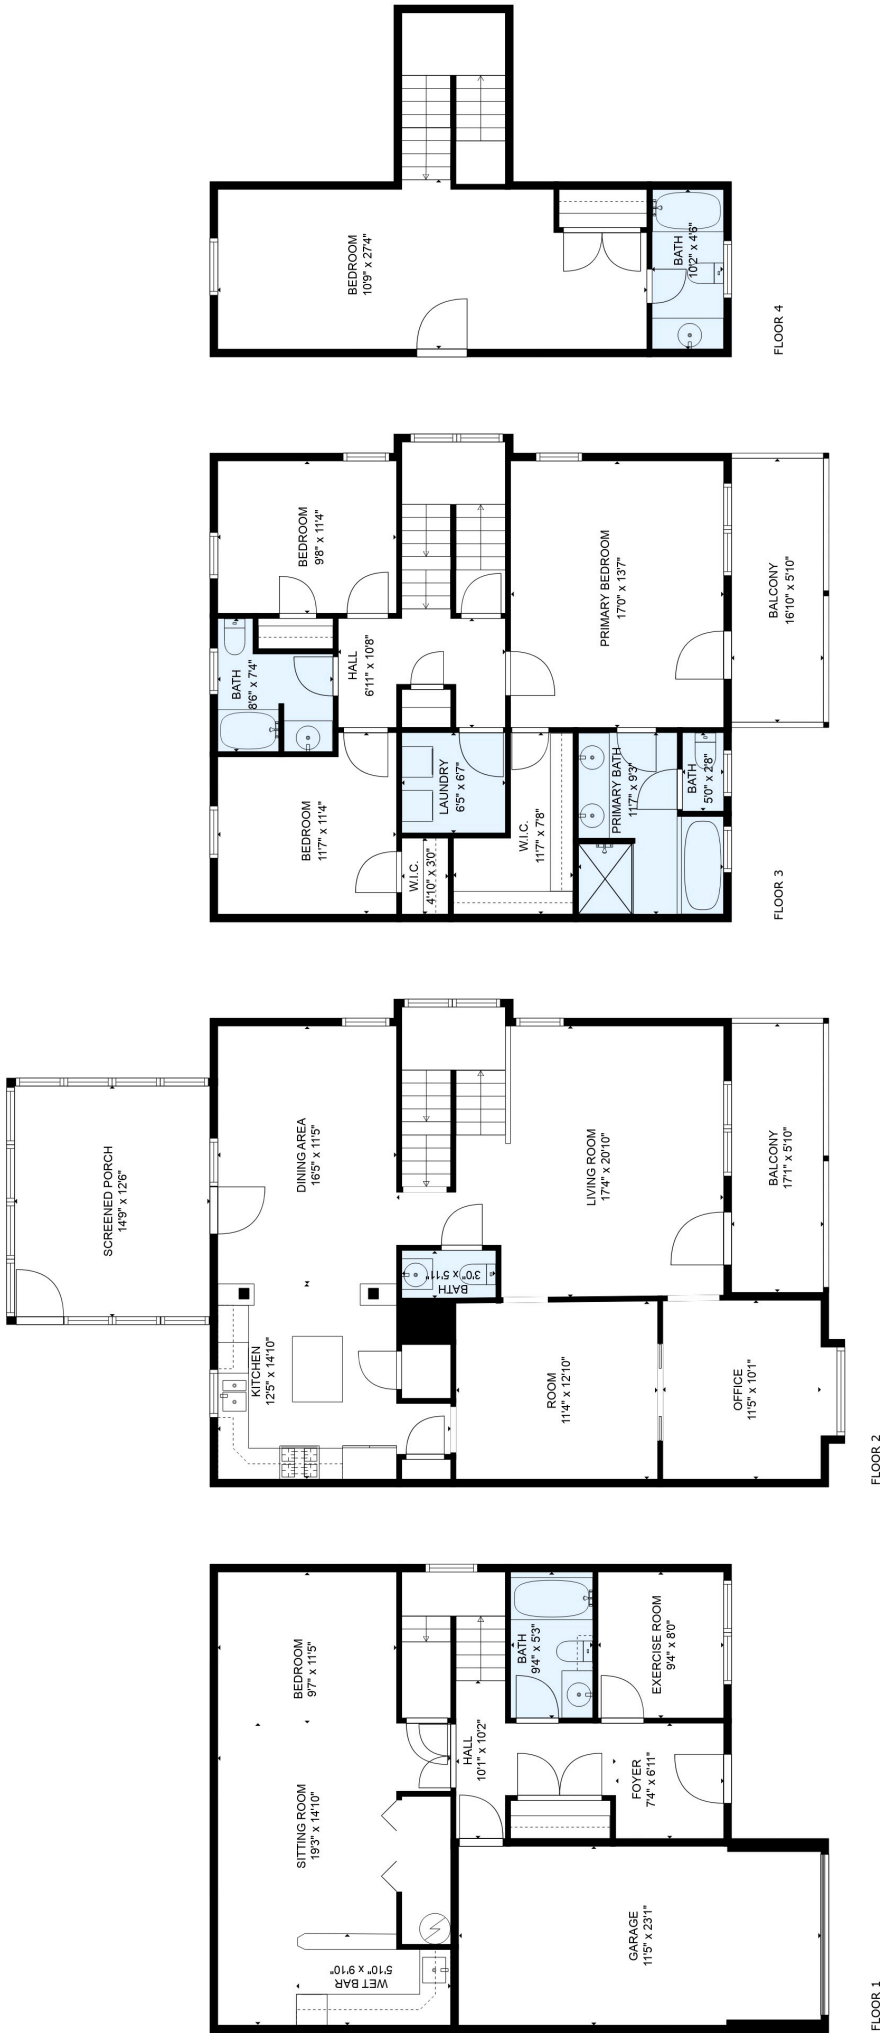 BEDROOM
10'9" x 27'4"
BATH
10'2" x 4'6"
FLOOR 4
BEDROOM
9'8" x 11'4"
BATH
8'6" x 7'4"
HALL
6'11" x 10'8"
PRIMARY BEDROOM
17'0" x 13'7"
BALCONY
16'10" x 5'10"
BEDROOM
11'7" x 11'4"
LAUNDRY
6'5" x 6'7"
W.I.C.
4'10" x 3'0"
W.I.C.
11'7" x 7'8"
PRIMARY BATH
11'7" x 9'3"
BATH
5'0" x 2'8"
FLOOR 3
SCREENED PORCH
14'9" x 12'6"
DINING AREA
16'5" x 11'5"
LIVING ROOM
17'4" x 20'10"
BALCONY
17'1" x 5'10"
BATH
3'0" x 5'11"
KITCHEN
12'5" x 14'10"
ROOM
11'4" x 12'10"
OFFICE
11'5" x 10'1"
FLOOR 2
BEDROOM
9'7" x 11'5"
BATH
9'4" x 5'3"
EXERCISE ROOM
9'4" x 8'0"
HALL
10'1" x 10'2"
FOYER
7'4" x 6'11"
SITTING ROOM
19'3" x 14'10"
WET BAR
5'10" x 9'10"
GARAGE
11'5" x 23'1"
FLOOR 1